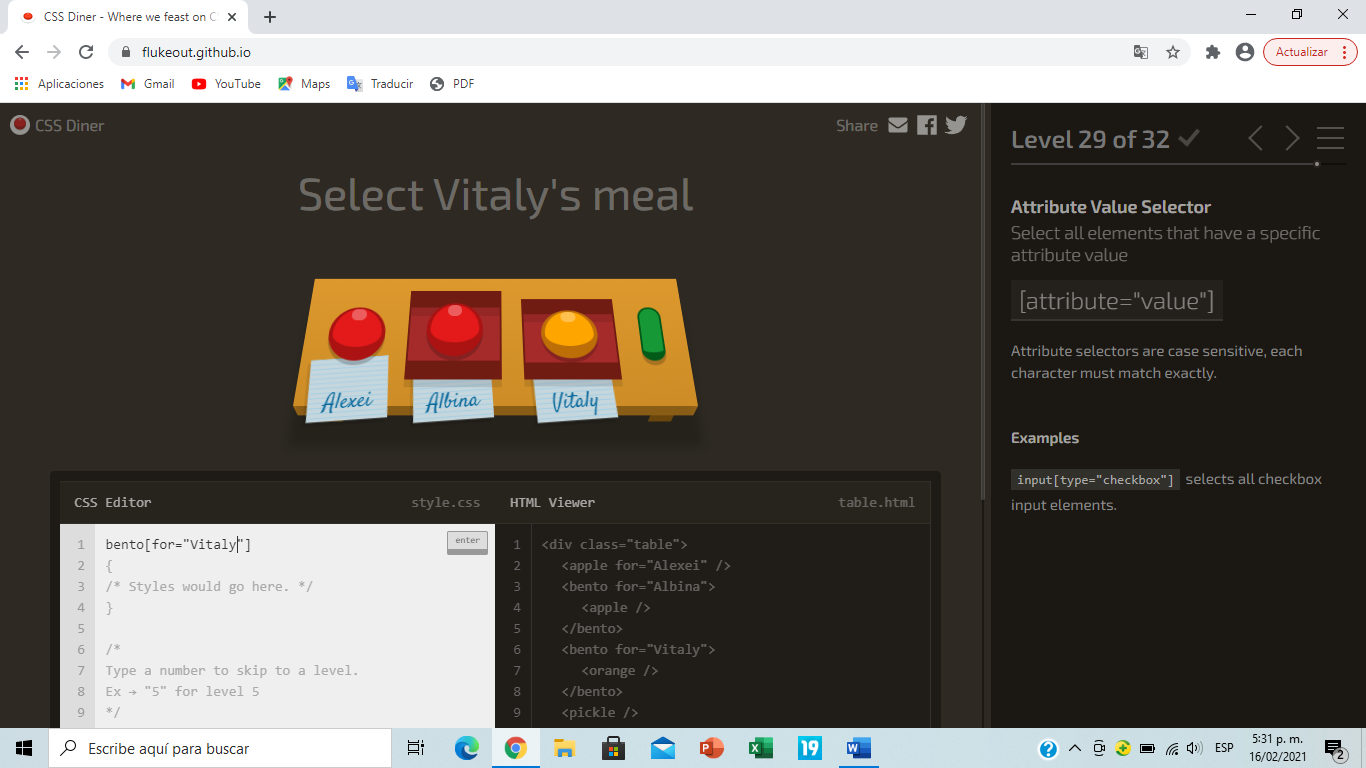 CSS Diner - Where we feast on C
flukeout.github.io
Actualizar
Aplicaciones Gmail YouTube Maps Traducir PDF
CSS Diner
Share
Select Vitaly's meal
Alexei Albina Vitaly
CSS Editor style.css
enter
1 bento[for="Vitaly"]
2 {
3 /* Styles would go here. */
4 }
5
6 /*
7 Type a number to skip to a level.
8 Ex → "5" for level 5
9 */
HTML Viewer table.html
1 <div class="table">
2 <apple for="Alexei" />
3 <bento for="Albina">
4 <apple />
5 </bento>
6 <bento for="Vitaly">
7 <orange />
8 </bento>
9 <pickle />
Level 29 of 32
Attribute Value Selector
Select all elements that have a specific
attribute value
[attribute="value"]
Attribute selectors are case sensitive, each
character must match exactly.
Examples
input[type="checkbox"] selects all checkbox
input elements.
Escribe aquí para buscar
19
ESP
5:31 p. m.
16/02/2021
2